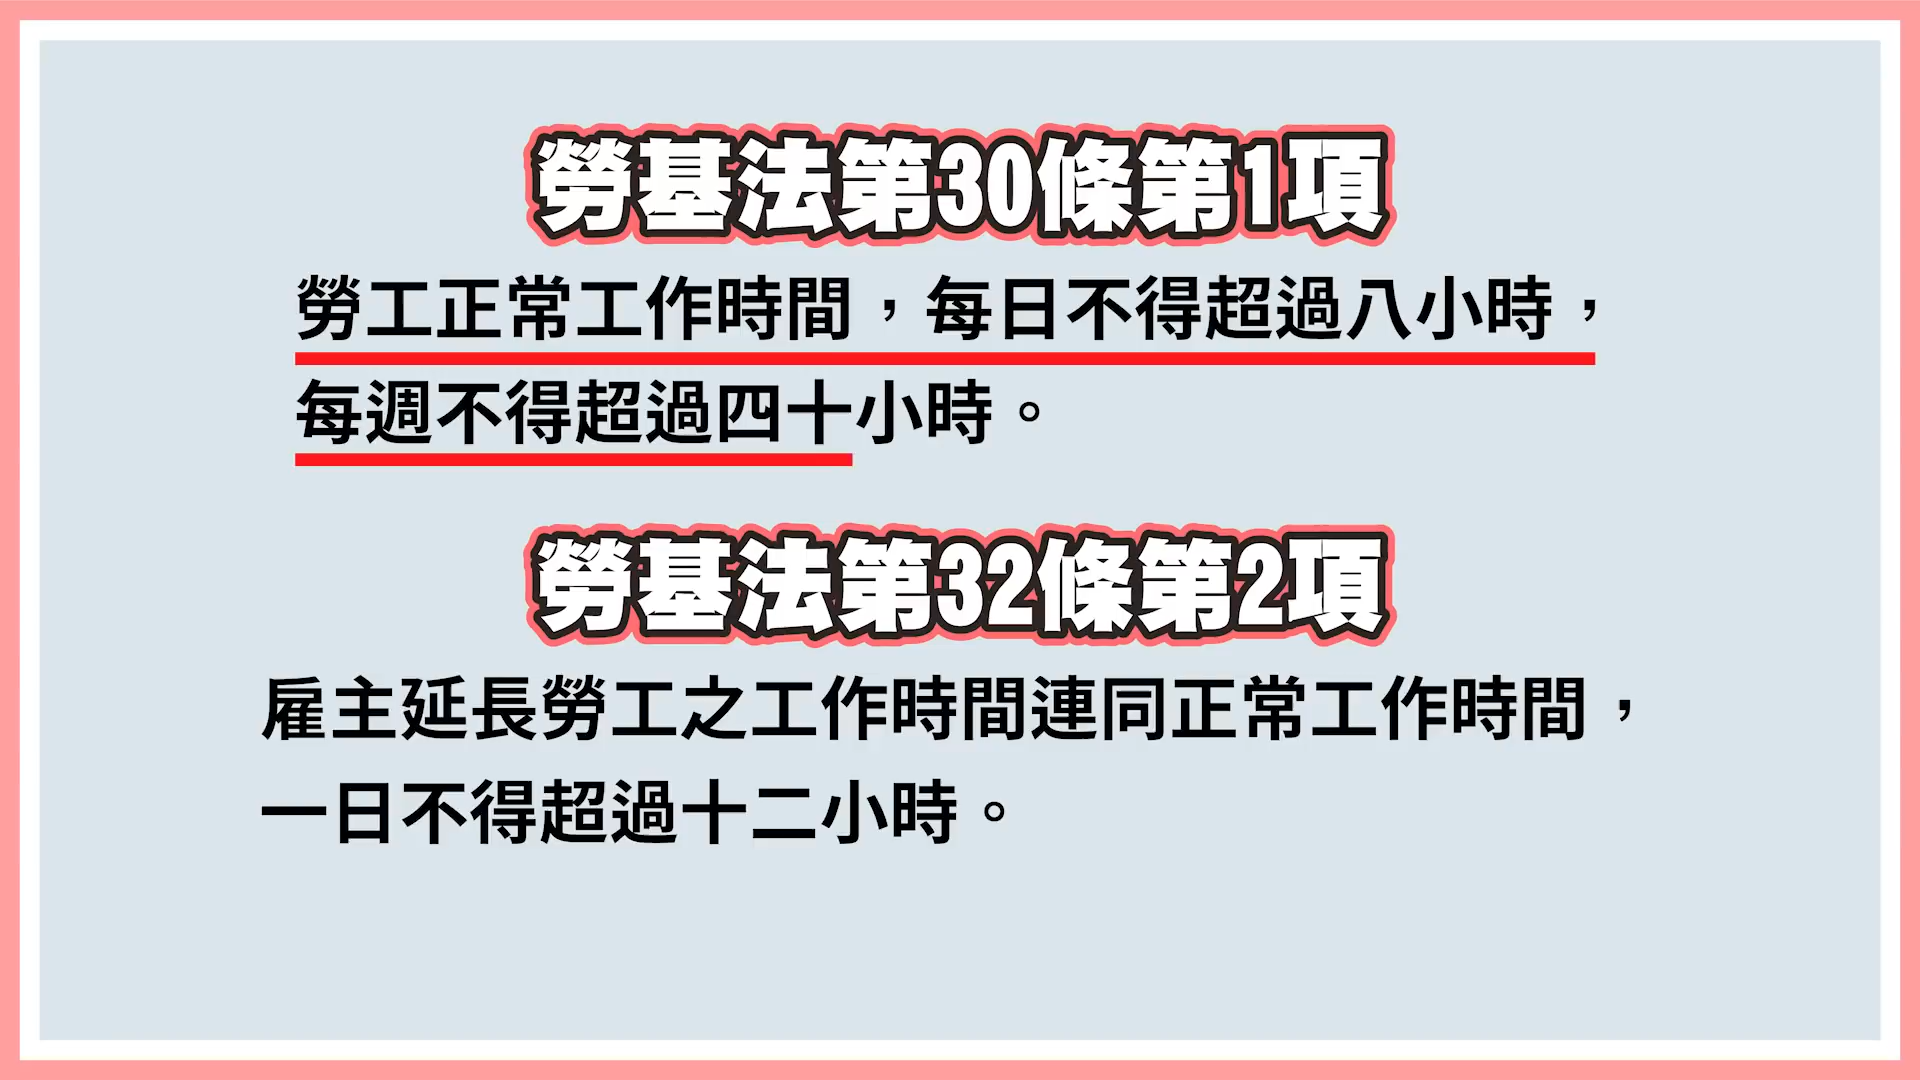 勞基法第30條第1項
勞工正常工作時間，每日不得超過八小時，
每週不得超過四十小時。
勞基法第32條第2項
雇主延長勞工之工作時間連同正常工作時間，
一日不得超過十二小時。